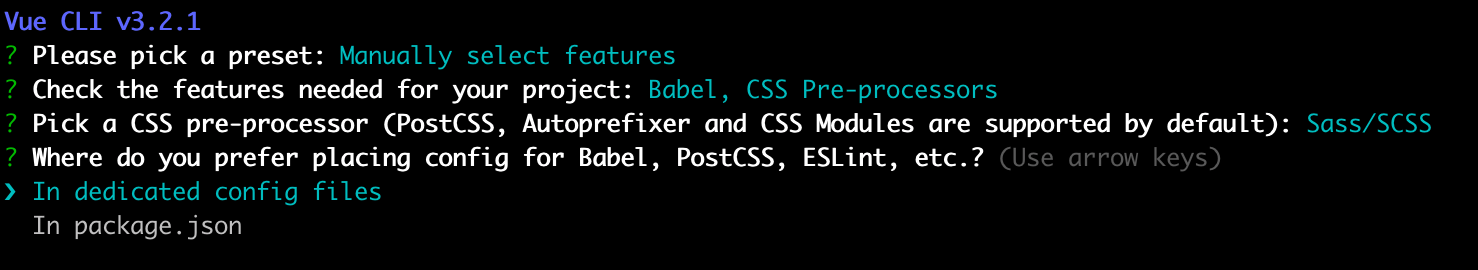 Vue CLI v3.2.1
? Please pick a preset: Manually select features
? Check the features needed for your project: Babel, CSS Pre-processors
? Pick a CSS pre-processor (PostCSS, Autoprefixer and CSS Modules are supported by default): Sass/SCSS
? Where do you prefer placing config for Babel, PostCSS, ESLint, etc.? (Use arrow keys)
❯ In dedicated config files
In package.json